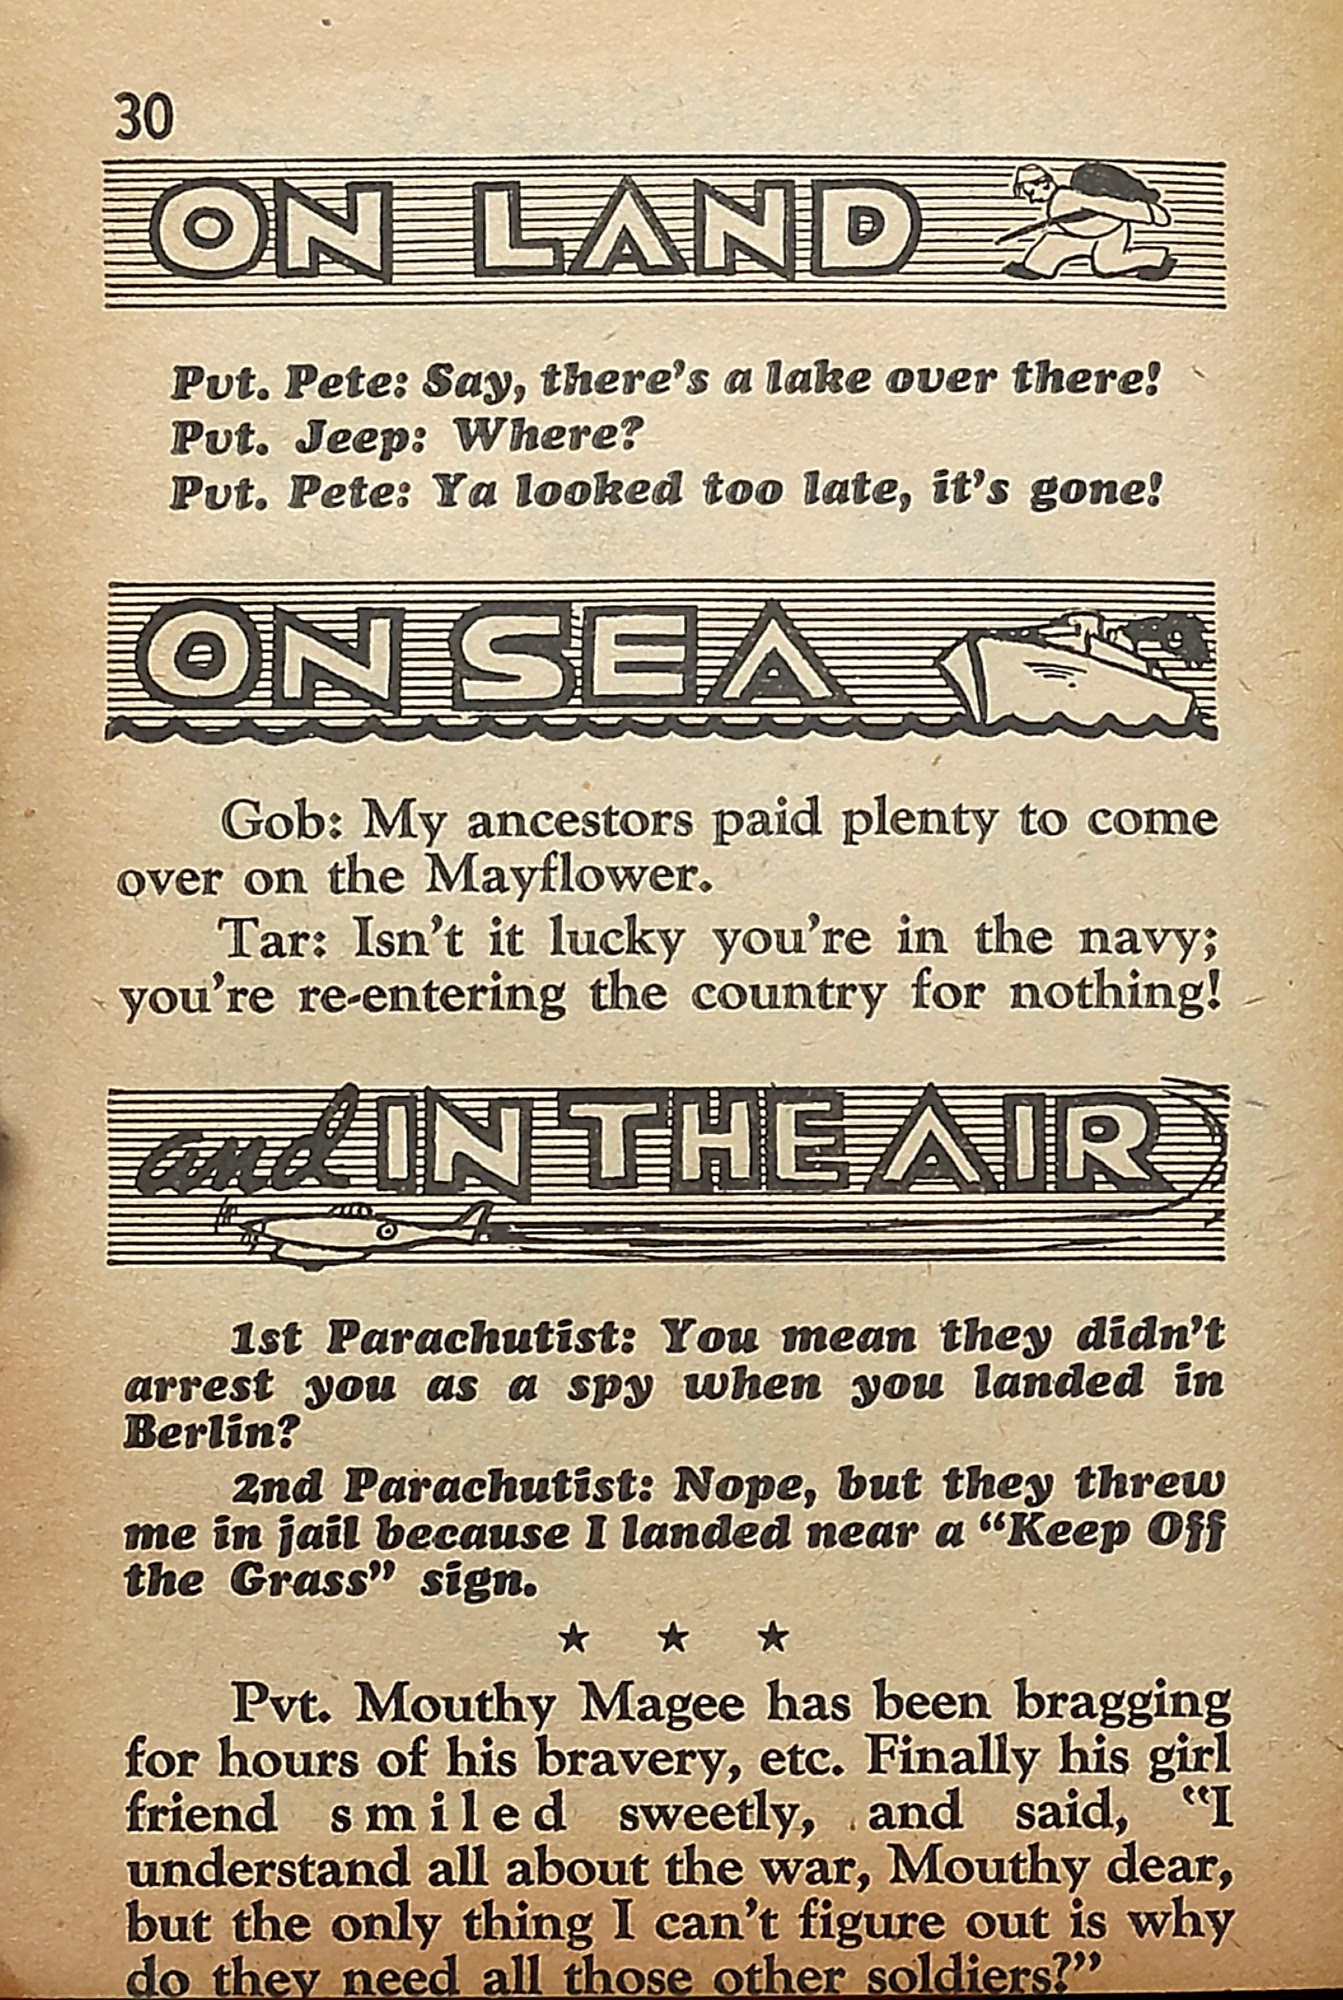 30
ON LAND
Pvt. Pete: Say, there's a lake over there!
Pvt. Jeep: Where?
Pvt. Pete: Ya looked too late, it's gone!
ON SEA
Gob: My ancestors paid plenty to come
over on the Mayflower.
Tar: Isn't it lucky you're in the navy;
you're re-entering the country for nothing!
and IN THE AIR
1st Parachutist: You mean they didn't
arrest you as a spy when you landed in
Berlin?
2nd Parachutist: Nope, but they threw
me in jail because I landed near a "Keep Off
the Grass" sign.
★ ★ ★
Pvt. Mouthy Magee has been bragging
for hours of his bravery, etc. Finally his girl
friend smiled sweetly, and said, "I
understand all about the war, Mouthy dear,
but the only thing I can't figure out is why
do they need all those other soldiers?"